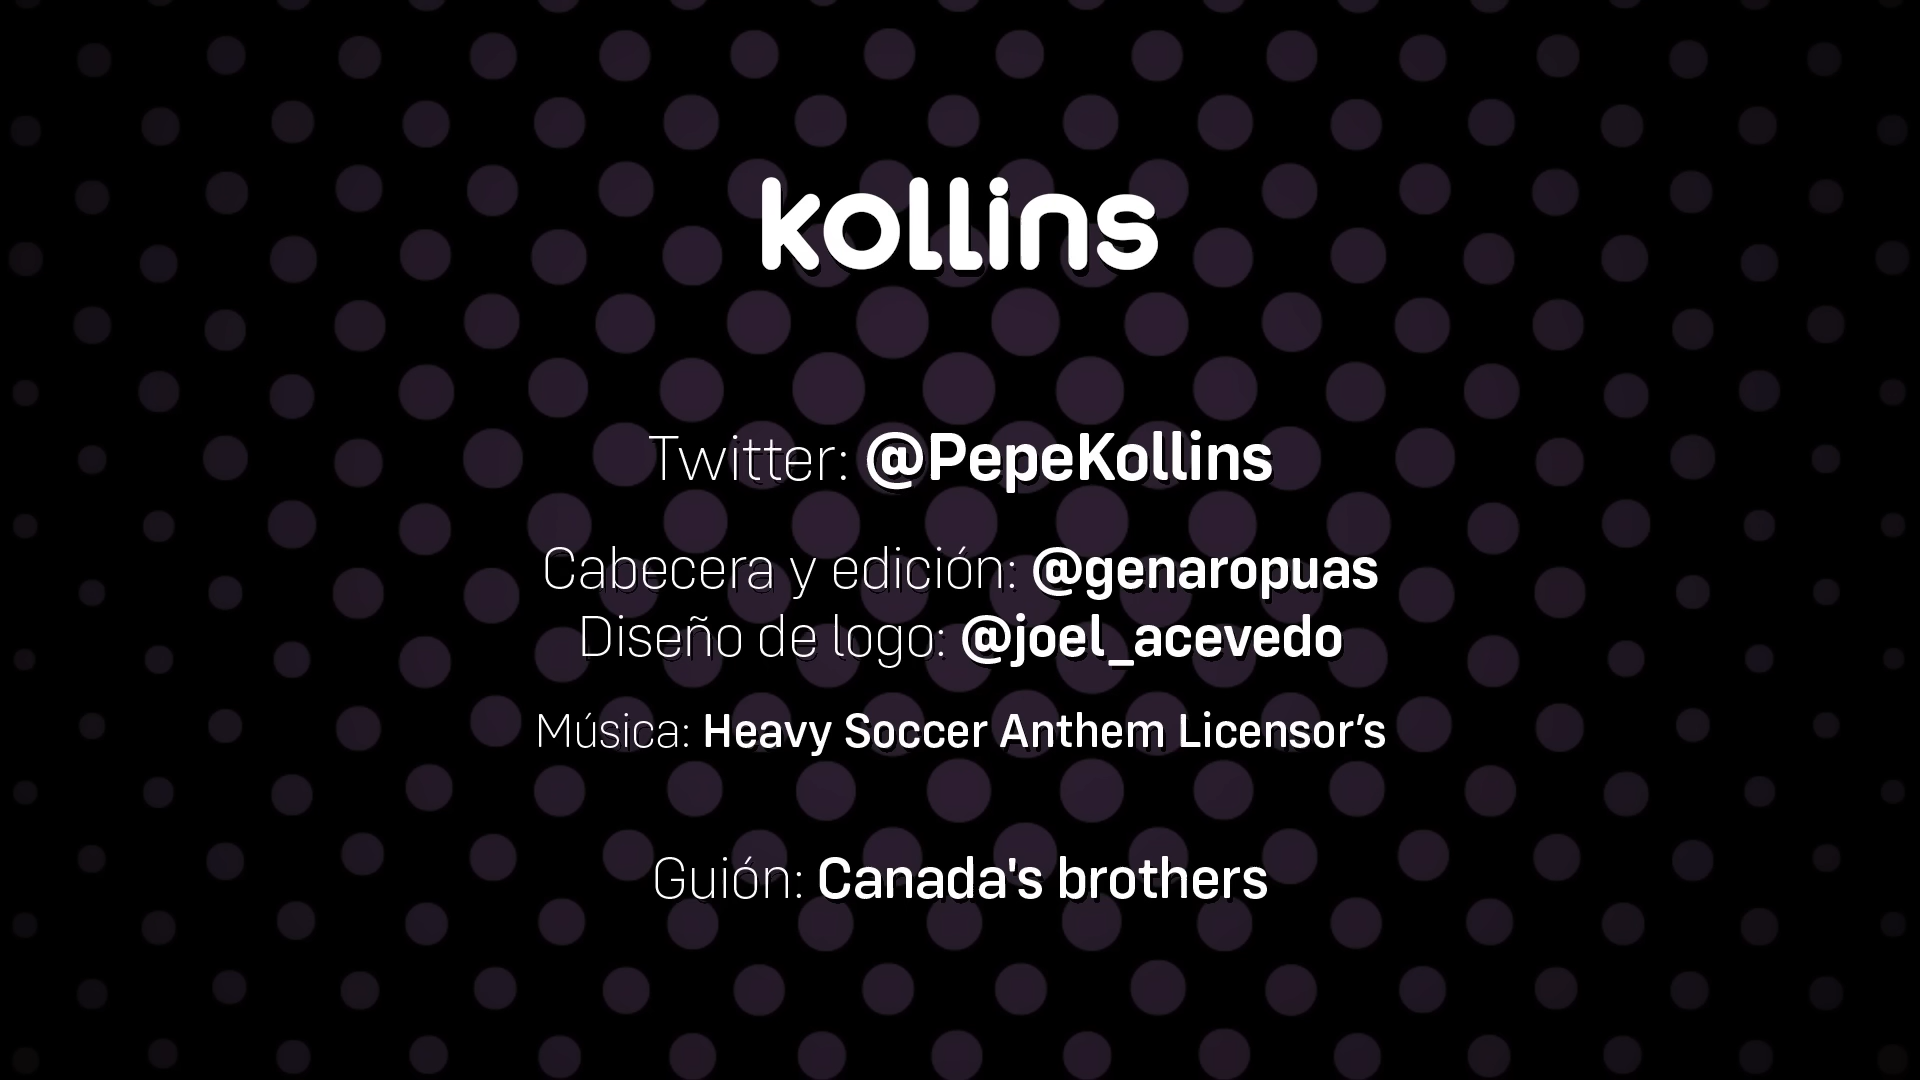 kollins
Twitter: @PepeKollins
Cabecera y edición: @genaropuas
Diseño de logo: @joel_acevedo
Música: Heavy Soccer Anthem Licensor’s
Guión: Canada's brothers